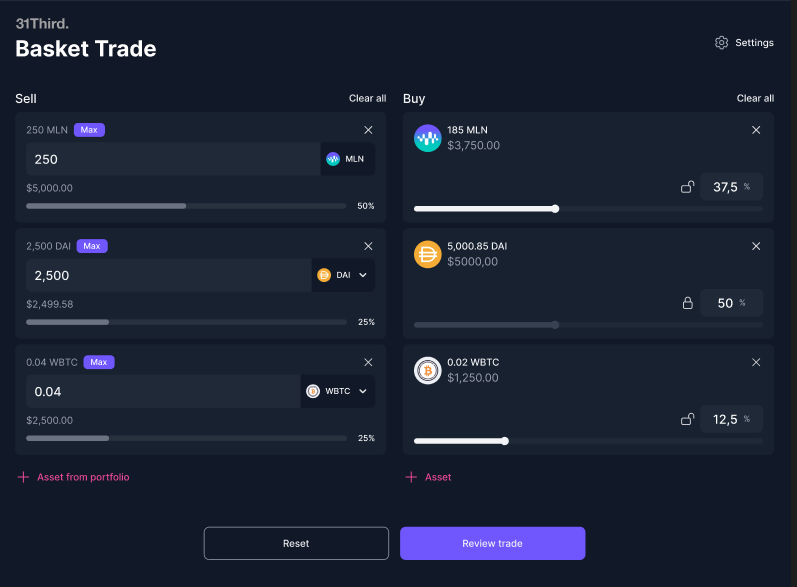 31Third.
Basket Trade
Settings
Sell
Clear all
250 MLN Max
250 MLN
$5,000.00
50%
2,500 DAI Max
2,500 DAI
$2,499.58
25%
0.04 WBTC Max
0.04 WBTC
$2,500.00
25%
Asset from portfolio
Buy
Clear all
185 MLN
$3,750.00
37,5 %
5,000.85 DAI
$5000,00
50 %
0.02 WBTC
$1,250.00
12,5 %
Asset
Reset
Review trade